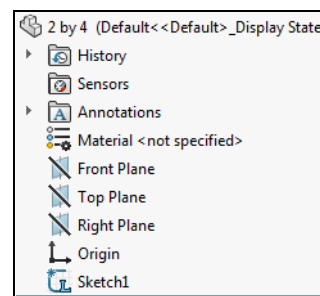 2 by 4 (Default<<Default>_Display State
History
Sensors
Annotations
Material <not specified>
Front Plane
Top Plane
Right Plane
Origin
Sketch1